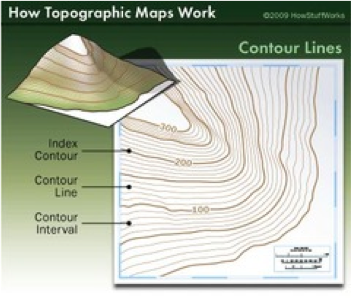 How Topographic Maps Work
©2009 HowStuffWorks
Contour Lines
300
Index
Contour
200
Contour
Line
100
Contour
Interval